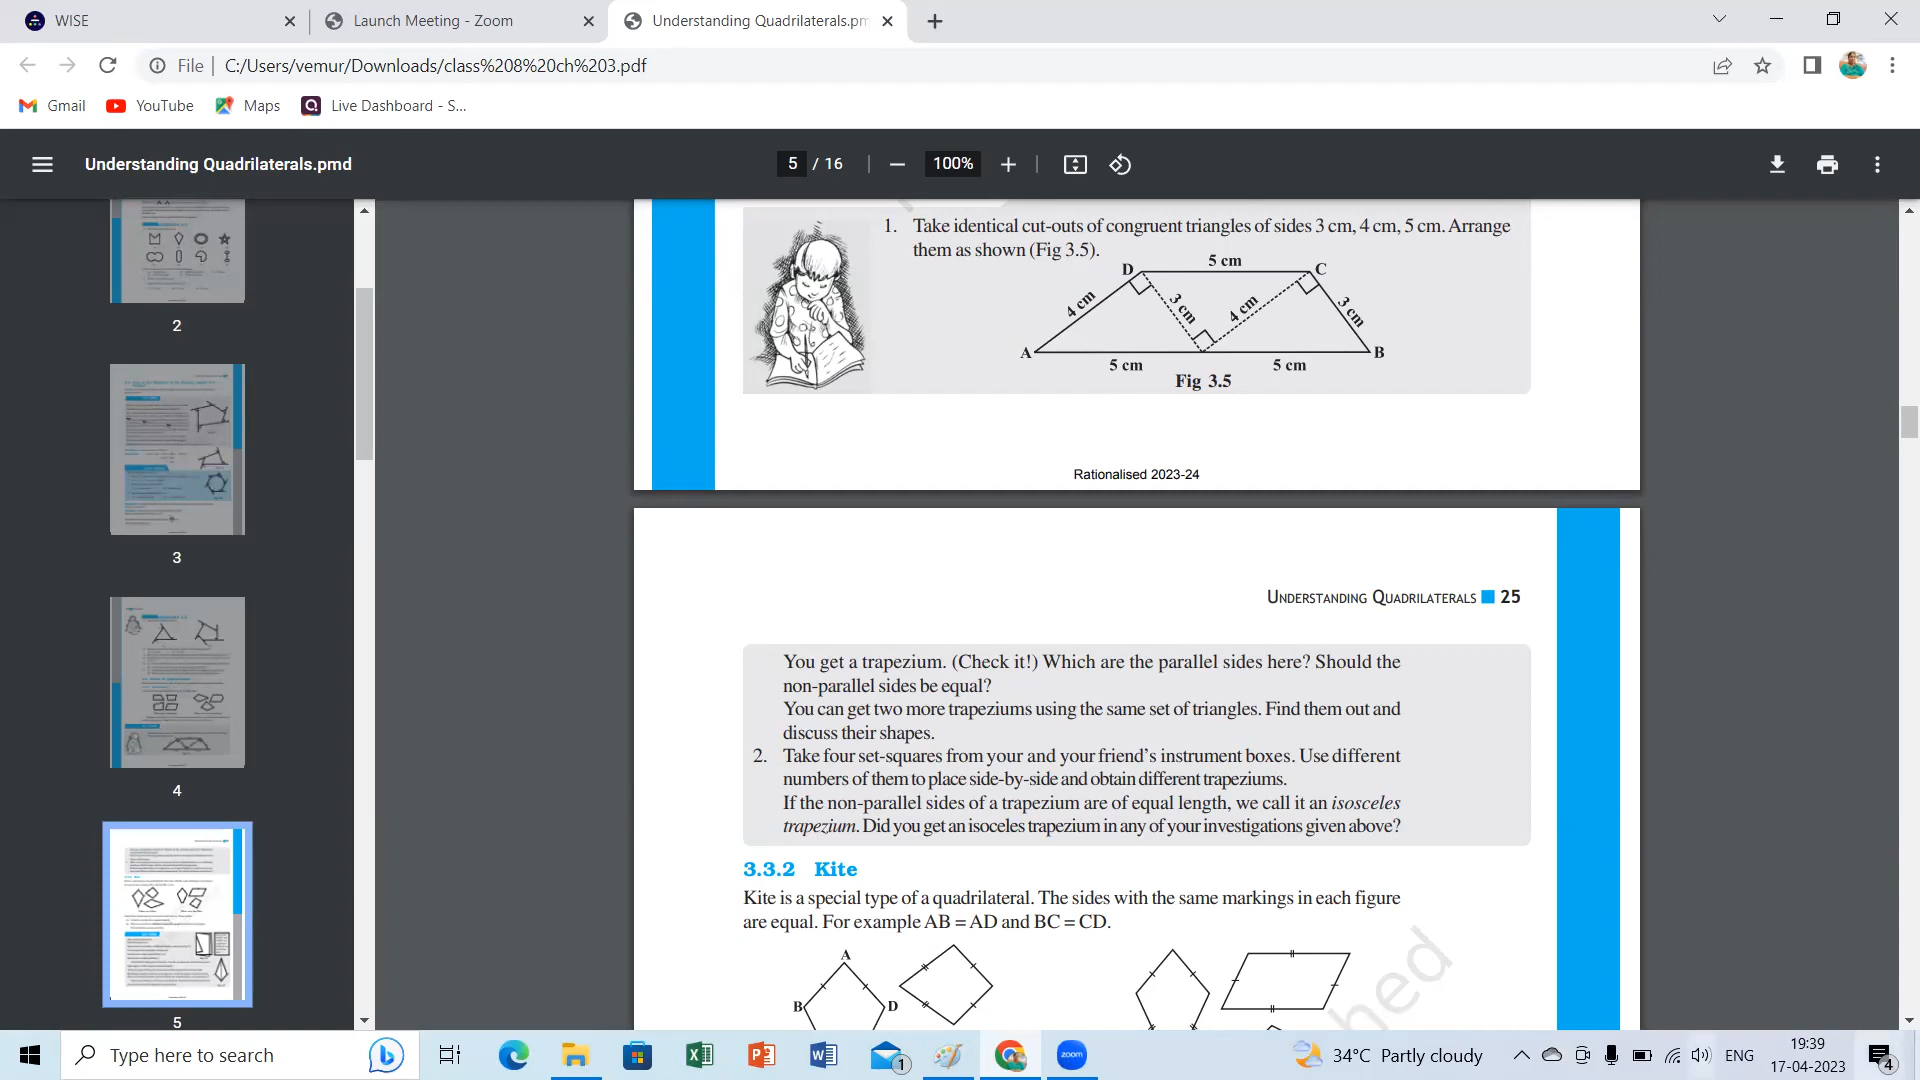 WISE
Launch Meeting - Zoom
Understanding Quadrilaterals.pm
File
C:/Users/vemur/Downloads/class%208%20ch%203.pdf
Gmail
YouTube
Maps
Live Dashboard - S...
Understanding Quadrilaterals.pmd
5 / 16
100%
2
3
4
5
1. Take identical cut-outs of congruent triangles of sides 3 cm, 4 cm, 5 cm. Arrange
them as shown (Fig 3.5).
D 5 cm C
4 cm 3 cm 4 cm 3 cm
A B
5 cm 5 cm
Fig 3.5
Rationalised 2023-24
UNDERSTANDING QUADRILATERALS 25
You get a trapezium. (Check it!) Which are the parallel sides here? Should the
non-parallel sides be equal?
You can get two more trapeziums using the same set of triangles. Find them out and
discuss their shapes.
2. Take four set-squares from your and your friend's instrument boxes. Use different
numbers of them to place side-by-side and obtain different trapeziums.
If the non-parallel sides of a trapezium are of equal length, we call it an isosceles
trapezium. Did you get an isoceles trapezium in any of your investigations given above?
3.3.2 Kite
Kite is a special type of a quadrilateral. The sides with the same markings in each figure
are equal. For example AB = AD and BC = CD.
A
B D
hed
Type here to search
zoom
1
34°C Partly cloudy
ENG
19:39
17-04-2023
4